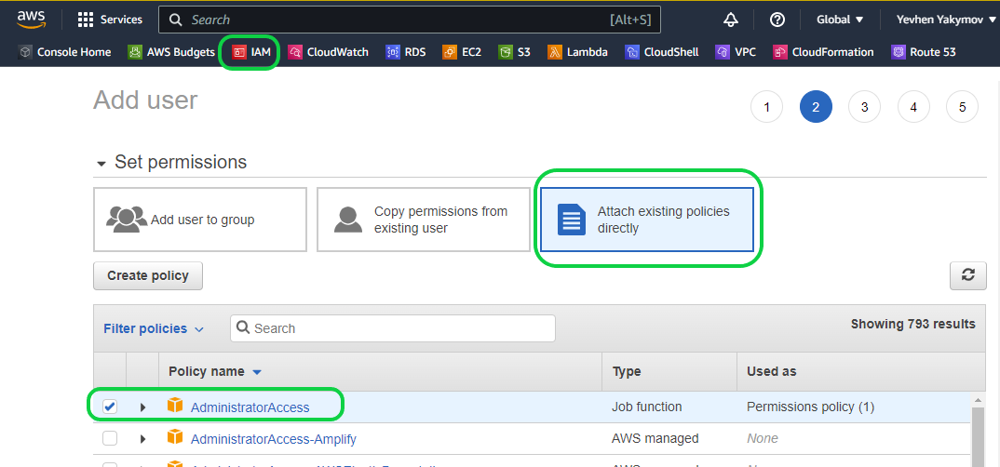 aws Services Search [Alt+S] Global Yevhen Yakymov
Console Home AWS Budgets IAM CloudWatch RDS EC2 S3 Lambda CloudShell VPC CloudFormation Route 53
Add user
1 2 3 4 5
Set permissions
Add user to group
Copy permissions from
existing user
Attach existing policies
directly
Create policy
Filter policies Search Showing 793 results
Policy name Type Used as
AdministratorAccess Job function Permissions policy (1)
AdministratorAccess-Amplify AWS managed None